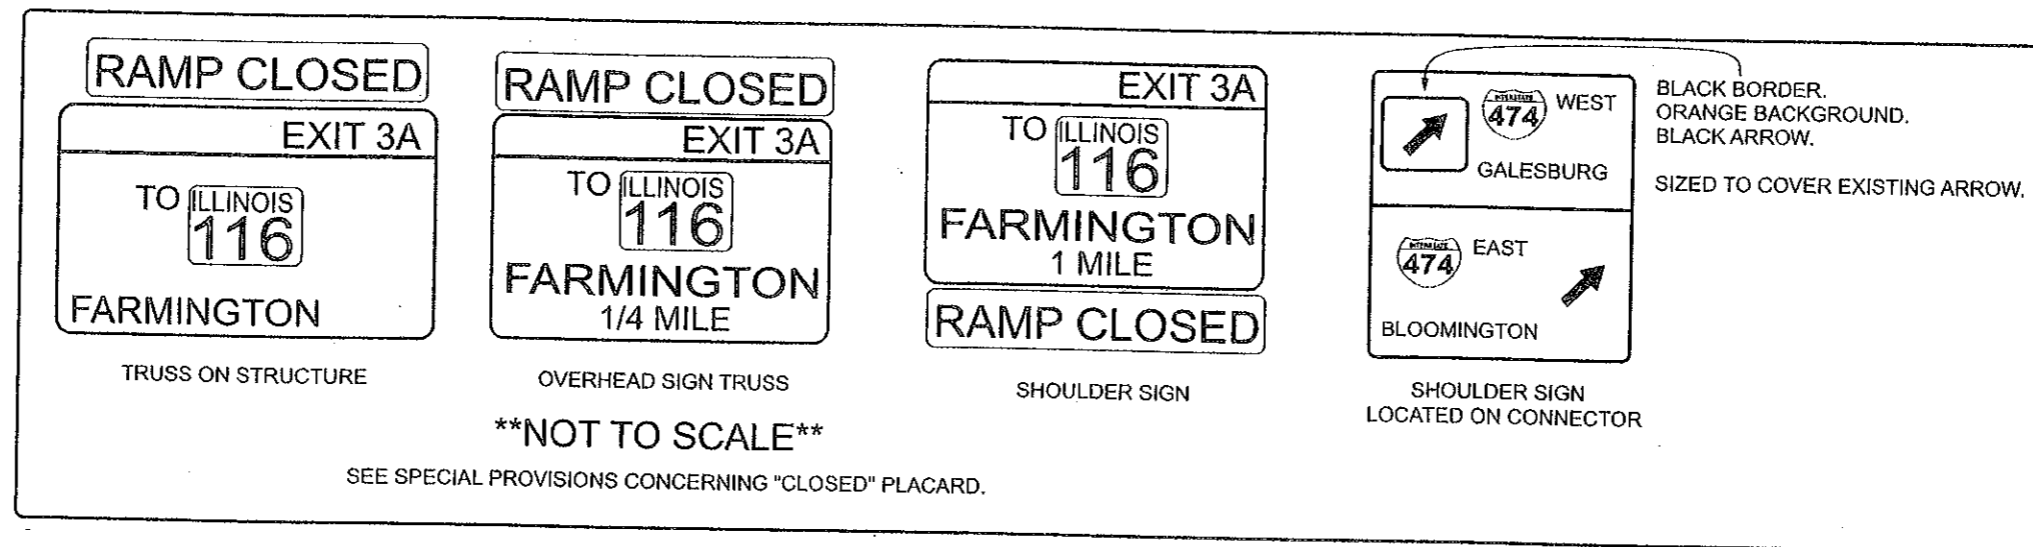 RAMP CLOSED
EXIT 3A
TO ILLINOIS
116
FARMINGTON
TRUSS ON STRUCTURE
RAMP CLOSED
EXIT 3A
TO ILLINOIS
116
FARMINGTON
1/4 MILE
OVERHEAD SIGN TRUSS
EXIT 3A
TO ILLINOIS
116
FARMINGTON
1 MILE
RAMP CLOSED
SHOULDER SIGN
INTERSTATE
474 WEST
GALESBURG
INTERSTATE
474 EAST
BLOOMINGTON
SHOULDER SIGN
LOCATED ON CONNECTOR
BLACK BORDER.
ORANGE BACKGROUND.
BLACK ARROW.
SIZED TO COVER EXISTING ARROW.
**NOT TO SCALE**
SEE SPECIAL PROVISIONS CONCERNING "CLOSED" PLACARD.